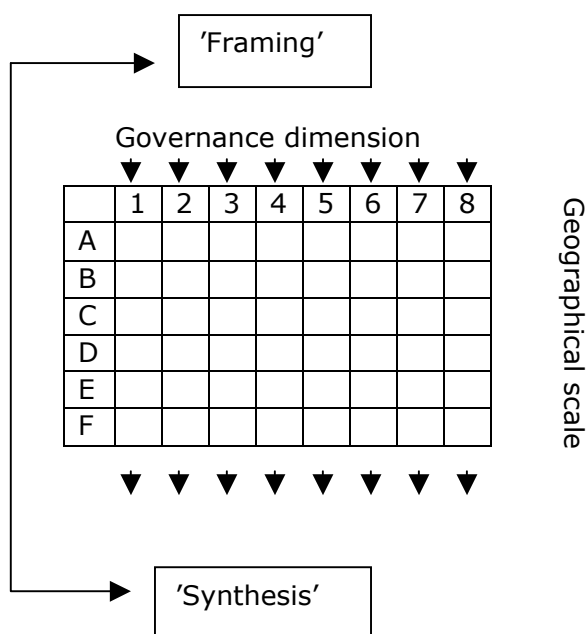 ’Framing’
Governance dimension
1 2 3 4 5 6 7 8
A
B
C
D
E
F
Geographical scale
’Synthesis’